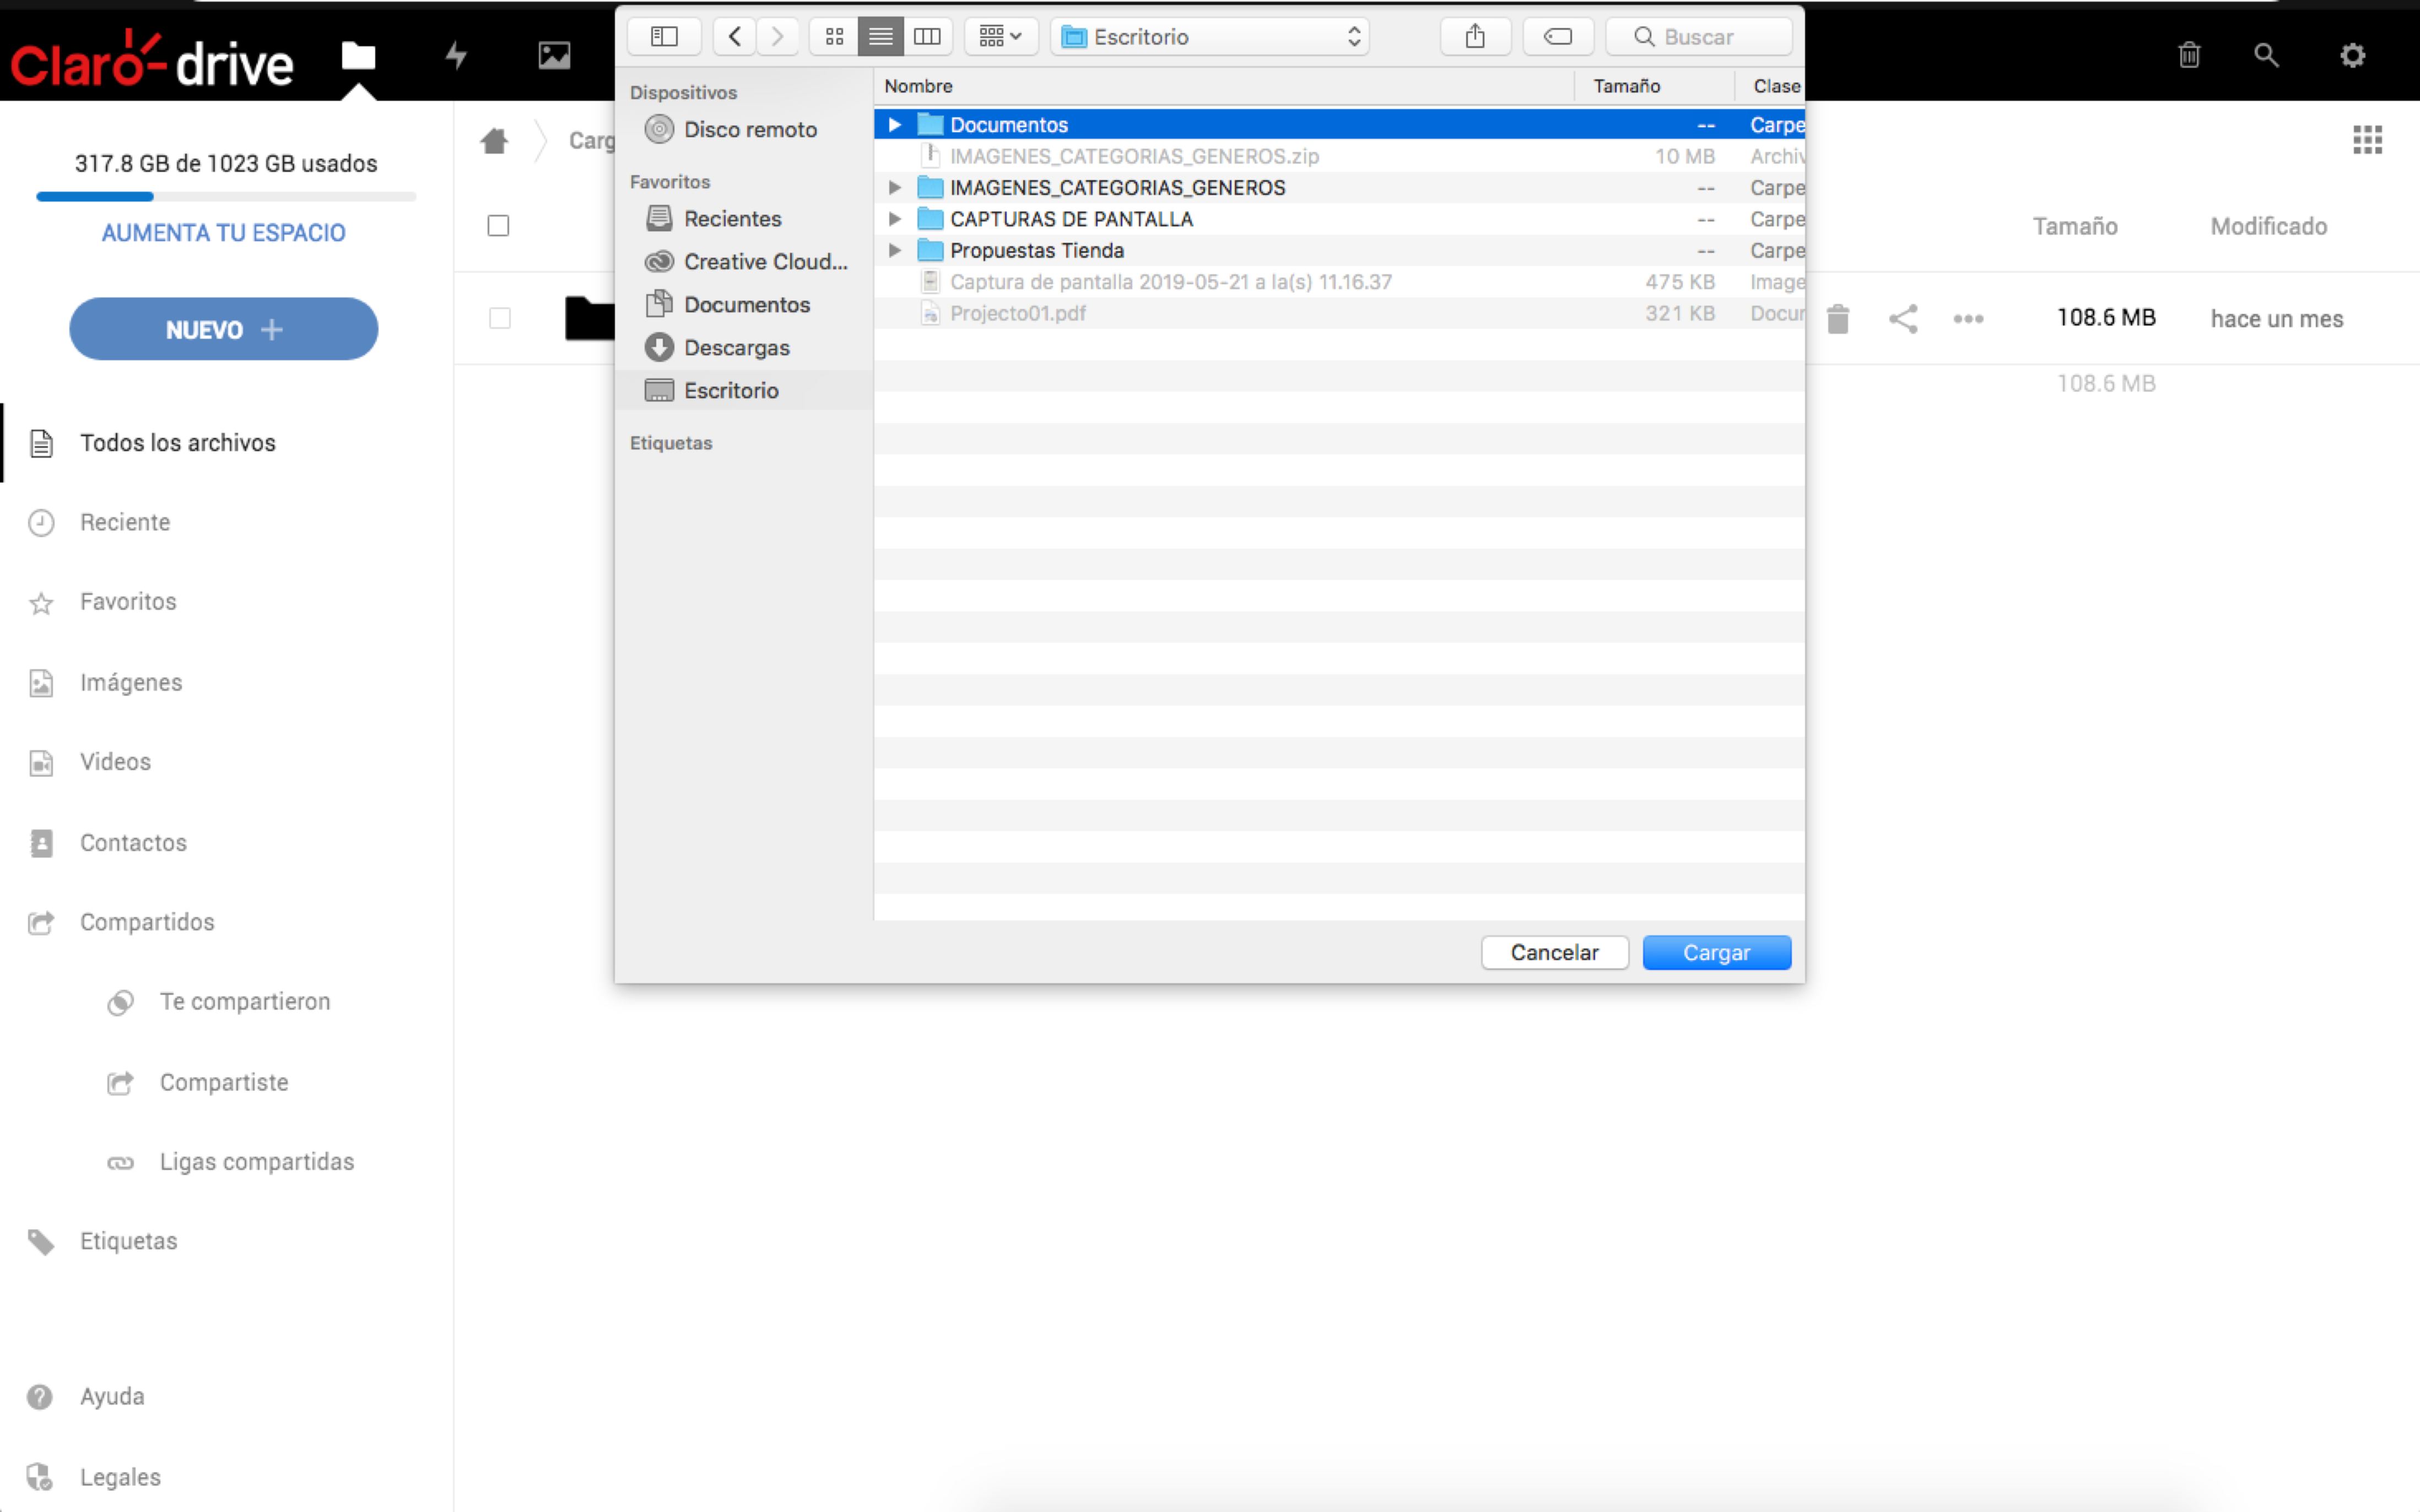 Claro drive
317.8 GB de 1023 GB usados
AUMENTA TU ESPACIO
NUEVO +
Todos los archivos
Reciente
Favoritos
Imágenes
Videos
Contactos
Compartidos
Te compartieron
Compartiste
Ligas compartidas
Etiquetas
Ayuda
Legales
Carg
Escritorio
Buscar
Dispositivos
Disco remoto
Favoritos
Recientes
Creative Cloud...
Documentos
Descargas
Escritorio
Etiquetas
Nombre Tamaño Clase
Documentos -- Carpe
IMAGENES_CATEGORIAS_GENEROS.zip 10 MB Archiv
IMAGENES_CATEGORIAS_GENEROS -- Carpe
CAPTURAS DE PANTALLA -- Carpe
Propuestas Tienda -- Carpe
Captura de pantalla 2019-05-21 a la(s) 11.16.37 475 KB Image
Projecto01.pdf 321 KB Docur
Cancelar Cargar
Tamaño Modificado
108.6 MB hace un mes
108.6 MB